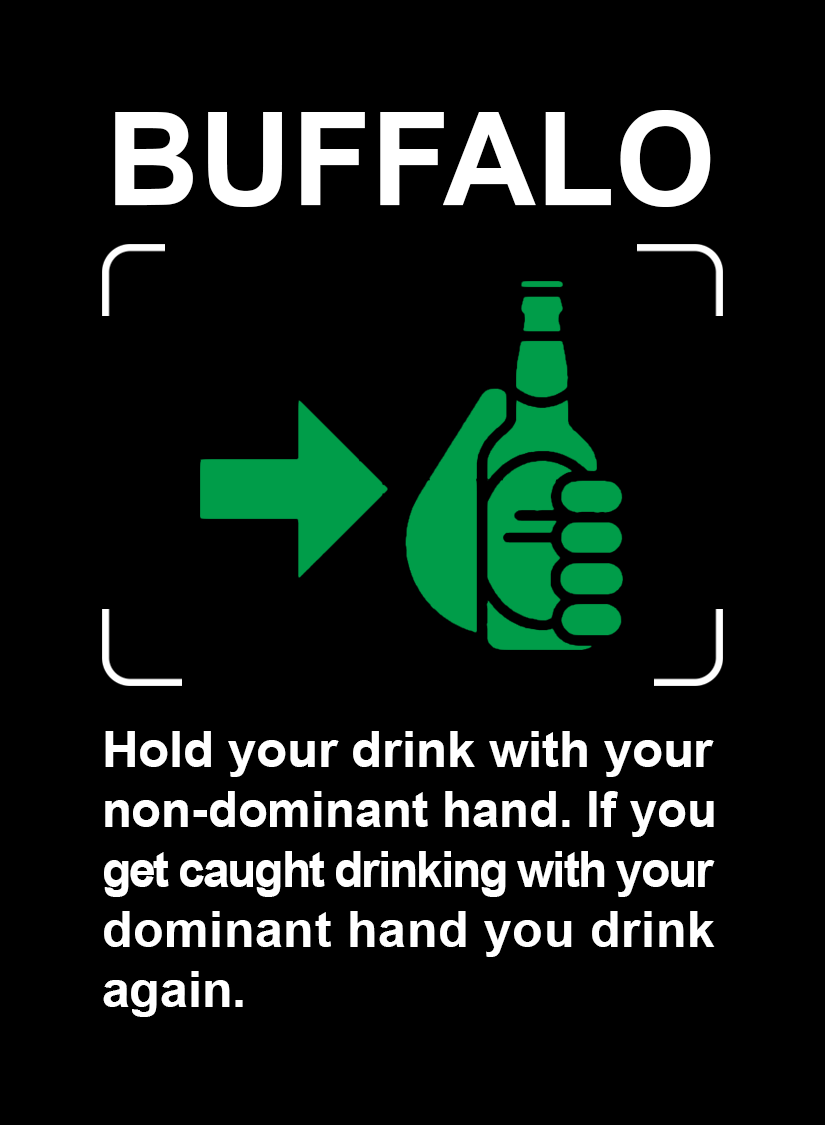 BUFFALO
Hold your drink with your
non-dominant hand. If you
get caught drinking with your
dominant hand you drink
again.